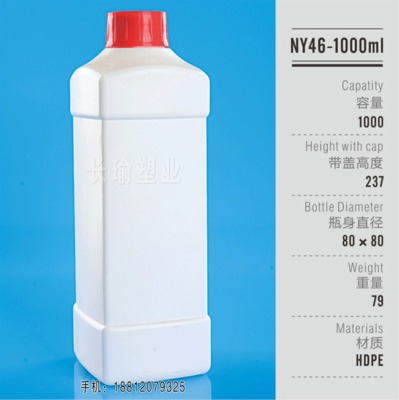 NY46-1000ml
Capatity
容量
1000
Height with cap
带盖高度
237
Bottle Diameter
瓶身直径
80 × 80
Weight
重量
79
Materials
材质
HDPE
长瑜塑业
手机：18812079325